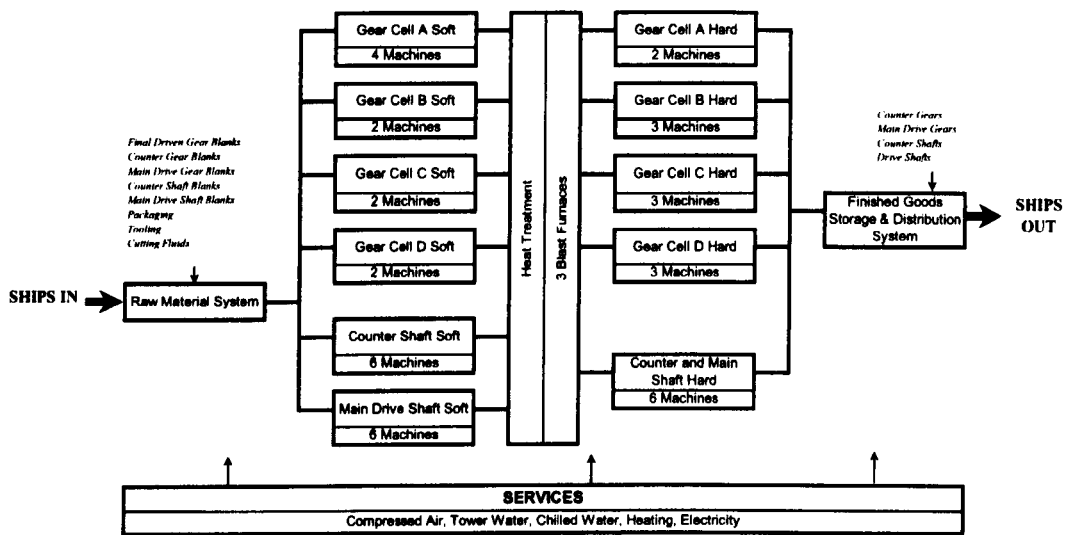 Gear Cell A Soft
4 Machines
Gear Cell B Soft
2 Machines
Gear Cell C Soft
2 Machines
Gear Cell D Soft
2 Machines
Counter Shaft Soft
6 Machines
Main Drive Shaft Soft
6 Machines
Final Driven Gear Blanks
Counter Gear Blanks
Main Drive Gear Blanks
Counter Shaft Blanks
Main Drive Shaft Blanks
Packaging
Tooling
Cutting Fluids
SHIPS IN
Raw Material System
Heat Treatment
3 Blast Furnaces
Gear Cell A Hard
2 Machines
Gear Cell B Hard
3 Machines
Gear Cell C Hard
3 Machines
Gear Cell D Hard
3 Machines
Counter and Main
Shaft Hard
6 Machines
Counter Gears
Main Drive Gears
Counter Shafts
Drive Shafts
Finished Goods
Storage & Distribution
System
SHIPS
OUT
SERVICES
Compressed Air, Tower Water, Chilled Water, Heating, Electricity